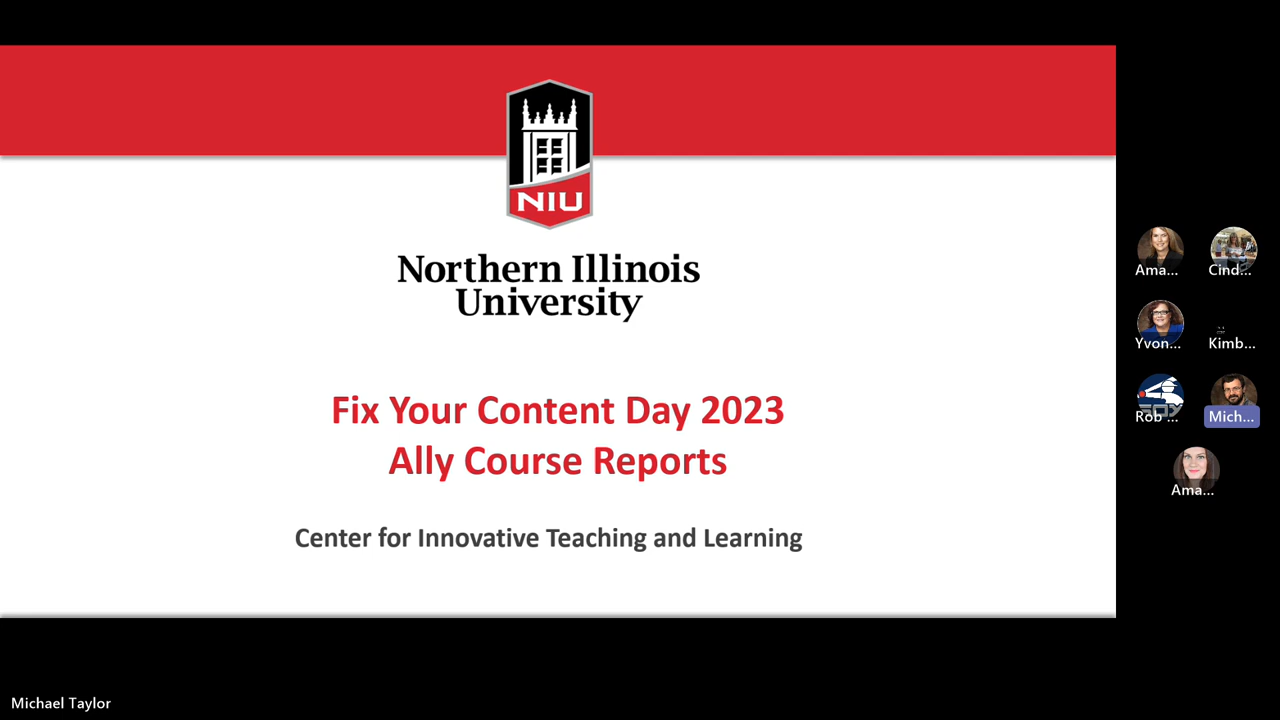 NIU
Northern Illinois
University
Fix Your Content Day 2023
Ally Course Reports
Center for Innovative Teaching and Learning
Ama...
Cind...
Yvon...
Kimb...
Rob ...
Mich...
Ama...
Michael Taylor